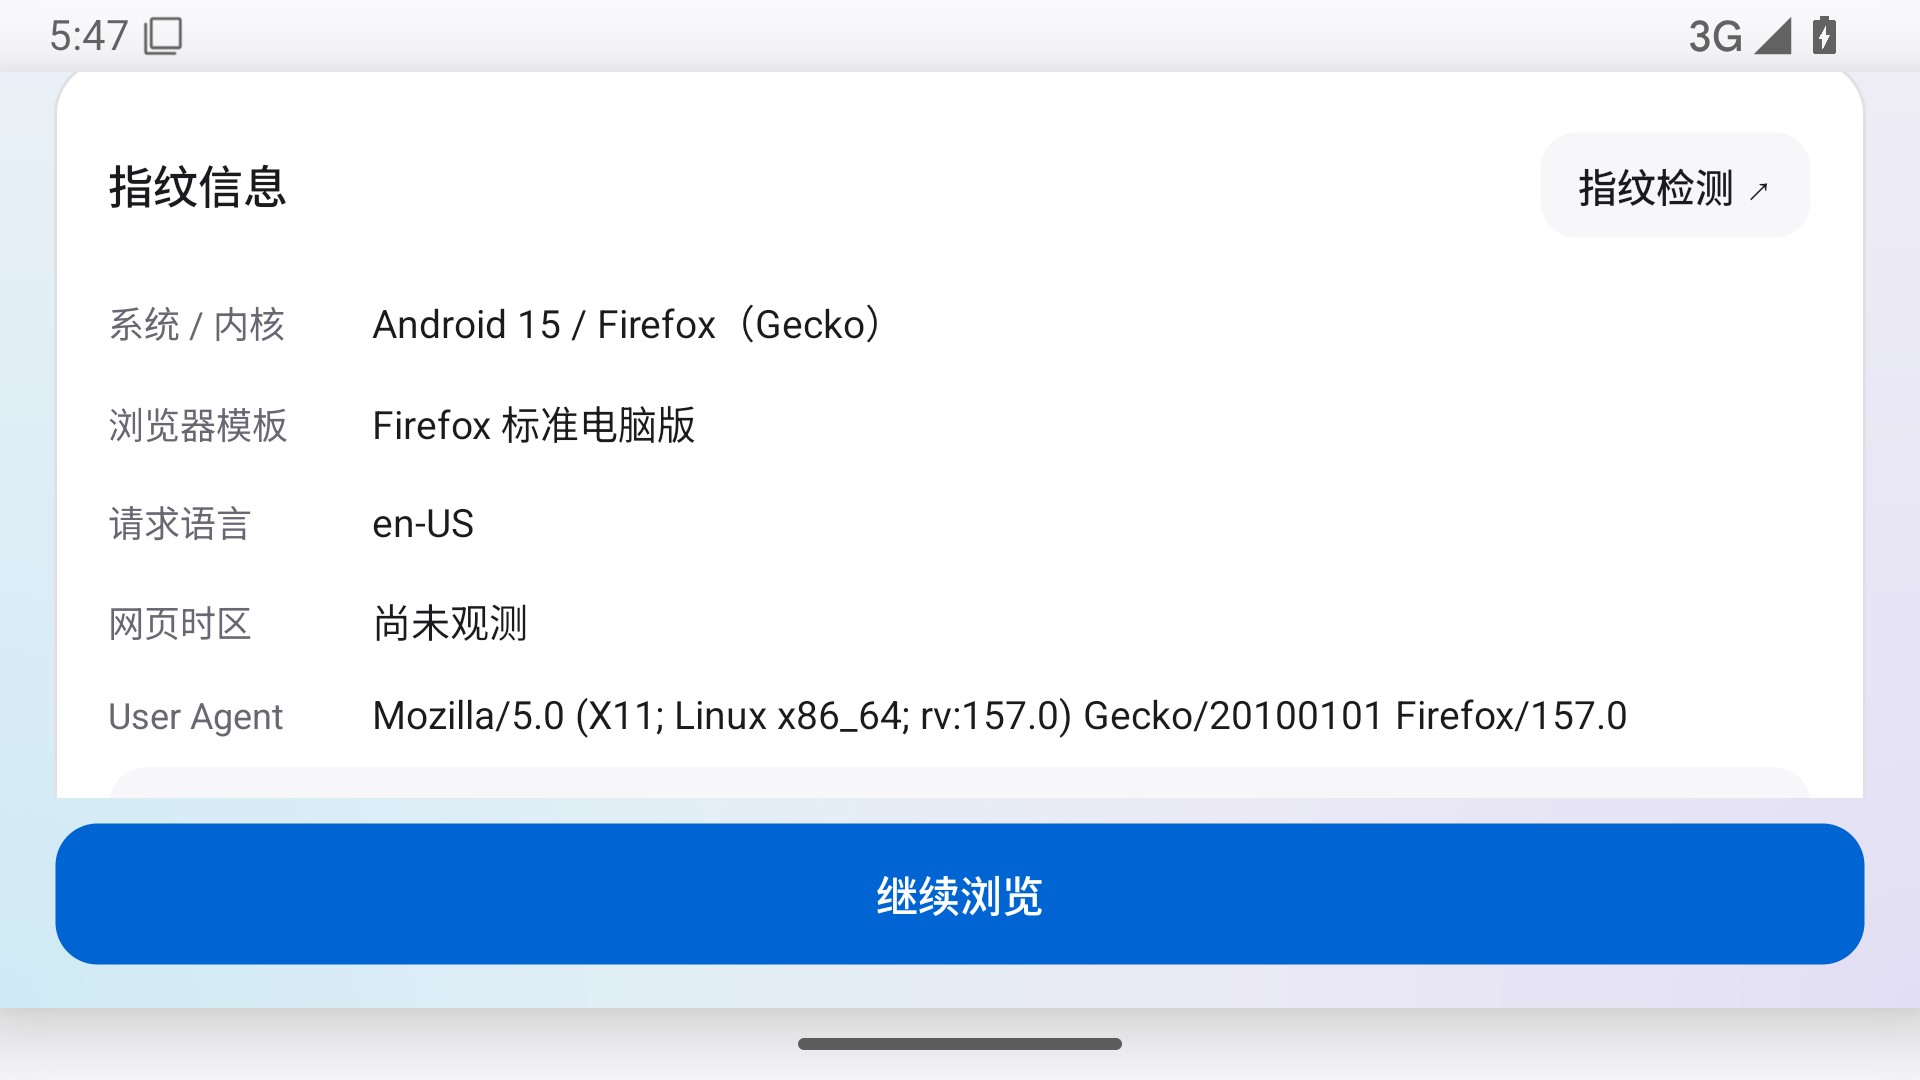 5:47
3G
指纹信息
指纹检测 ↗
系统 / 内核
Android 15 / Firefox（Gecko）
浏览器模板
Firefox 标准电脑版
请求语言
en-US
网页时区
尚未观测
User Agent
Mozilla/5.0 (X11; Linux x86_64; rv:157.0) Gecko/20100101 Firefox/157.0
继续浏览